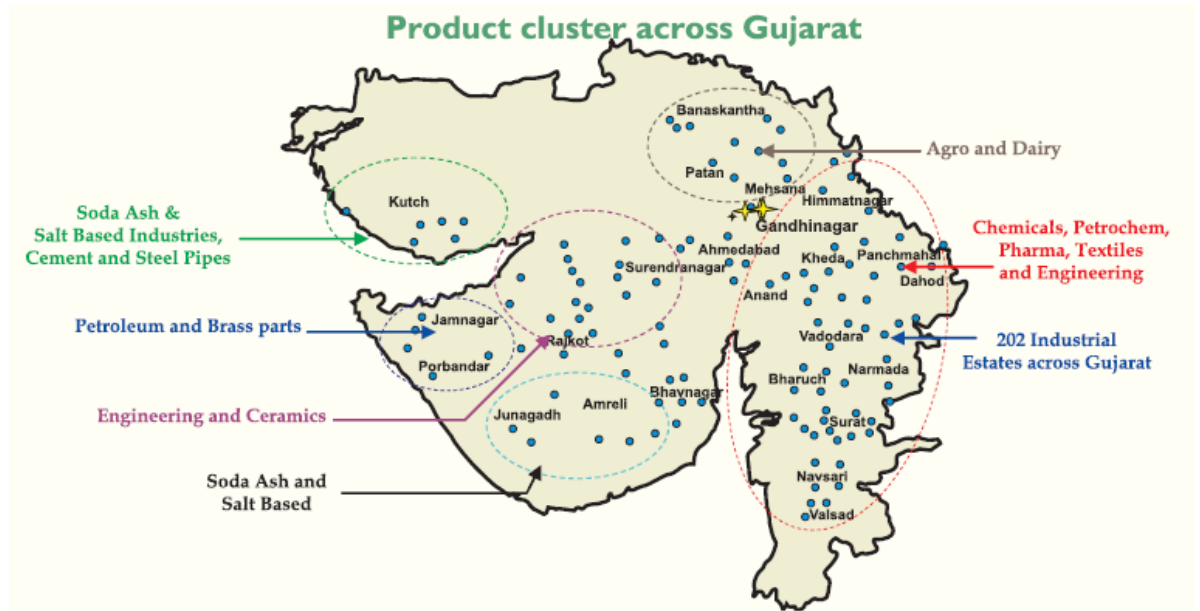 Product cluster across Gujarat
Banaskantha
Agro and Dairy
Patan
Mehsana
Himmatnagar
Kutch
Soda Ash &
Salt Based Industries,
Cement and Steel Pipes
Gandhinagar
Chemicals, Petrochem,
Pharma, Textiles
and Engineering
Ahmedabad
Kheda
Panchmahal
Surendranagar
Dahod
Anand
Jamnagar
Petroleum and Brass parts
Rajkot
Vadodara
202 Industrial
Estates across Gujarat
Porbandar
Narmada
Bharuch
Bhavnagar
Engineering and Ceramics
Junagadh
Amreli
Surat
Soda Ash and
Salt Based
Navsari
Valsad